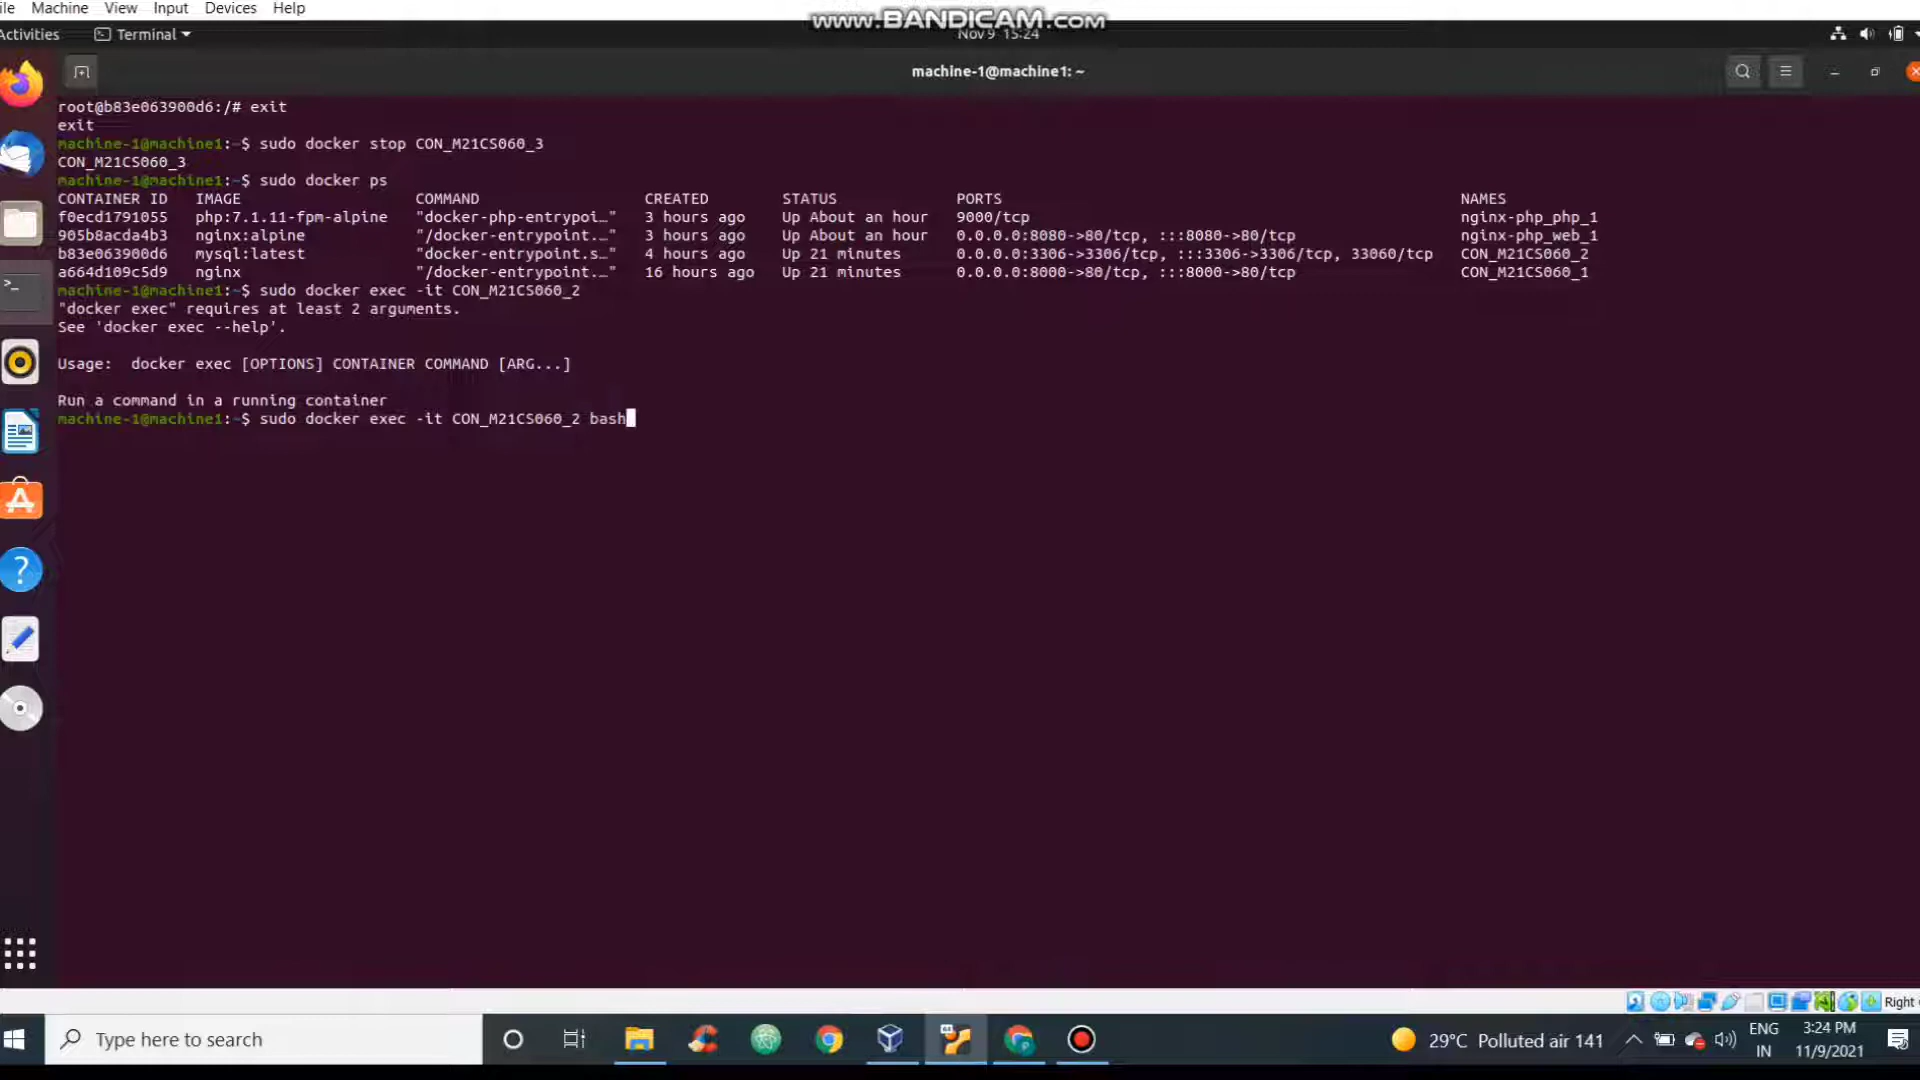 ile Machine View Input Devices Help
www.BANDICAM.com
Activities Terminal Nov 9 15:24
machine-1@machine1: ~
root@b83e063900d6:/# exit
exit
machine-1@machine1:~$ sudo docker stop CON_M21CS060_3
CON_M21CS060_3
machine-1@machine1:~$ sudo docker ps
CONTAINER ID IMAGE COMMAND CREATED STATUS PORTS NAMES
f0ecd1791055 php:7.1.11-fpm-alpine "docker-php-entrypoi…" 3 hours ago Up About an hour 9000/tcp nginx-php_php_1
905b8acda4b3 nginx:alpine "/docker-entrypoint.…" 3 hours ago Up About an hour 0.0.0.0:8080->80/tcp, :::8080->80/tcp nginx-php_web_1
b83e063900d6 mysql:latest "docker-entrypoint.s…" 4 hours ago Up 21 minutes 0.0.0.0:3306->3306/tcp, :::3306->3306/tcp, 33060/tcp CON_M21CS060_2
a664d109c5d9 nginx "/docker-entrypoint.…" 16 hours ago Up 21 minutes 0.0.0.0:8000->80/tcp, :::8000->80/tcp CON_M21CS060_1
machine-1@machine1:~$ sudo docker exec -it CON_M21CS060_2
"docker exec" requires at least 2 arguments.
See 'docker exec --help'.
Usage:  docker exec [OPTIONS] CONTAINER COMMAND [ARG...]
Run a command in a running container
machine-1@machine1:~$ sudo docker exec -it CON_M21CS060_2 bash
Right
Type here to search
29°C Polluted air 141
ENG
IN
3:24 PM
11/9/2021